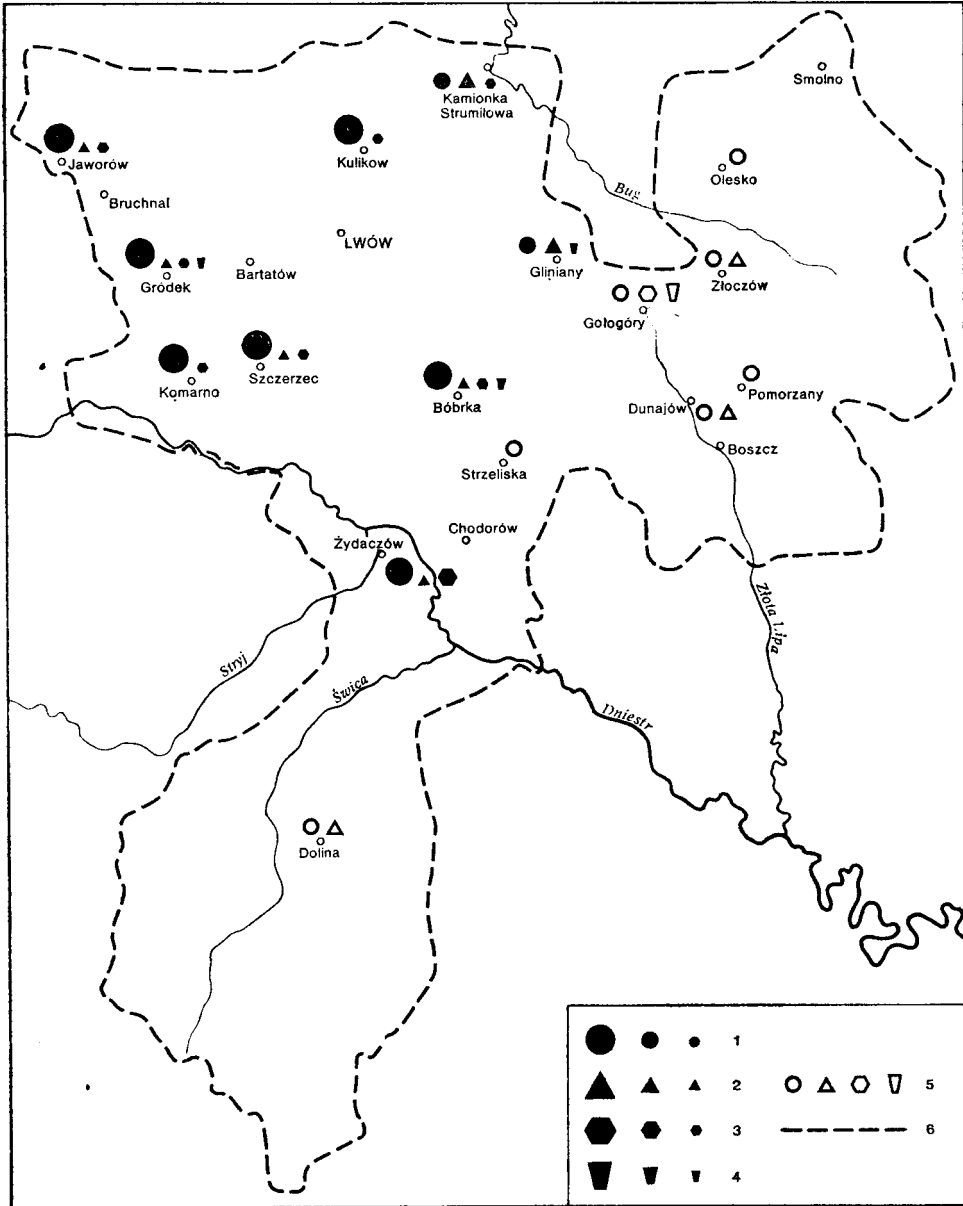 Smolno
Kamionka
Strumiłowa
Jaworów
Kulikow
Olesko
Bruchnal
Bug
LWÓW
Gródek
Bartatów
Gliniany
Złoczów
Gołogóry
Komarno
Szczerzec
Bóbrka
Dunajów
Pomorzany
Boszcz
Strzeliska
Chodorów
Żydaczów
Złota Lipa
Stryj
Świca
Dniestr
Dolina
1
2 5
3 6
4